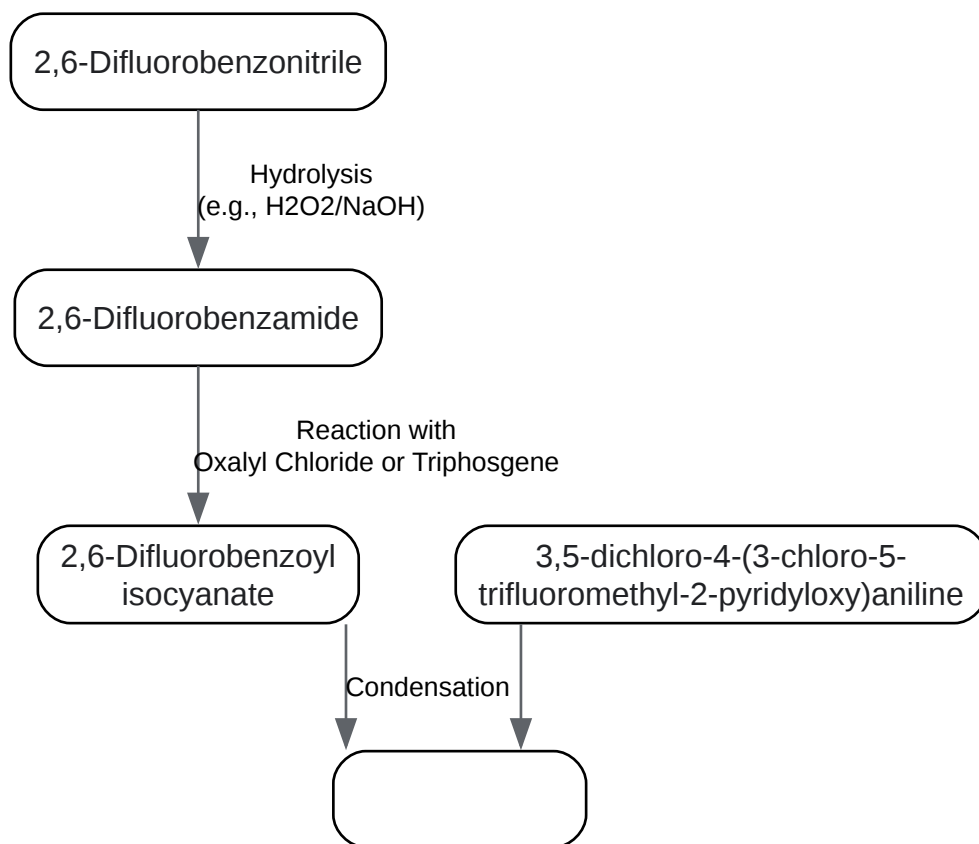 2,6-Difluorobenzonitrile
Hydrolysis
(e.g., H2O2/NaOH)
2,6-Difluorobenzamide
Reaction with
Oxalyl Chloride or Triphosgene
2,6-Difluorobenzoyl
isocyanate
3,5-dichloro-4-(3-chloro-5-
trifluoromethyl-2-pyridyloxy)aniline
Condensation